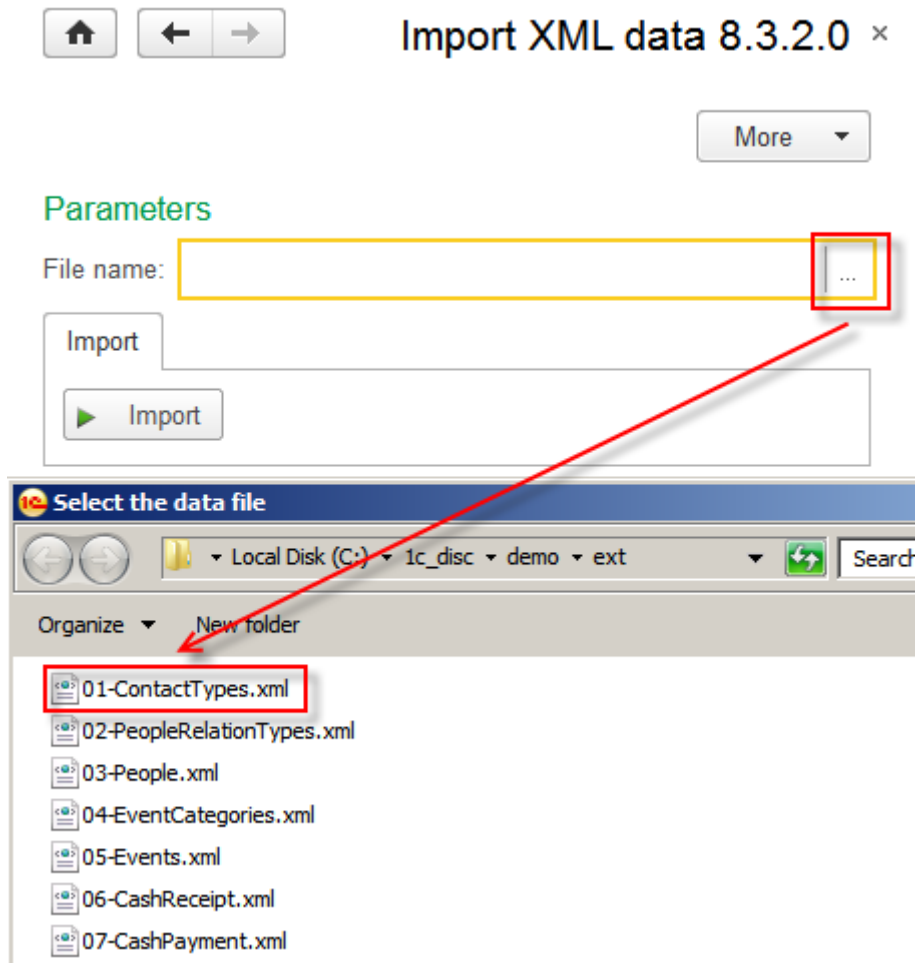 Import XML data 8.3.2.0
More
Parameters
File name:
...
Import
Import
Select the data file
Local Disk (C:) 1c_disc demo ext
Search
Organize New folder
01-ContactTypes.xml
02-PeopleRelationTypes.xml
03-People.xml
04-EventCategories.xml
05-Events.xml
06-CashReceipt.xml
07-CashPayment.xml